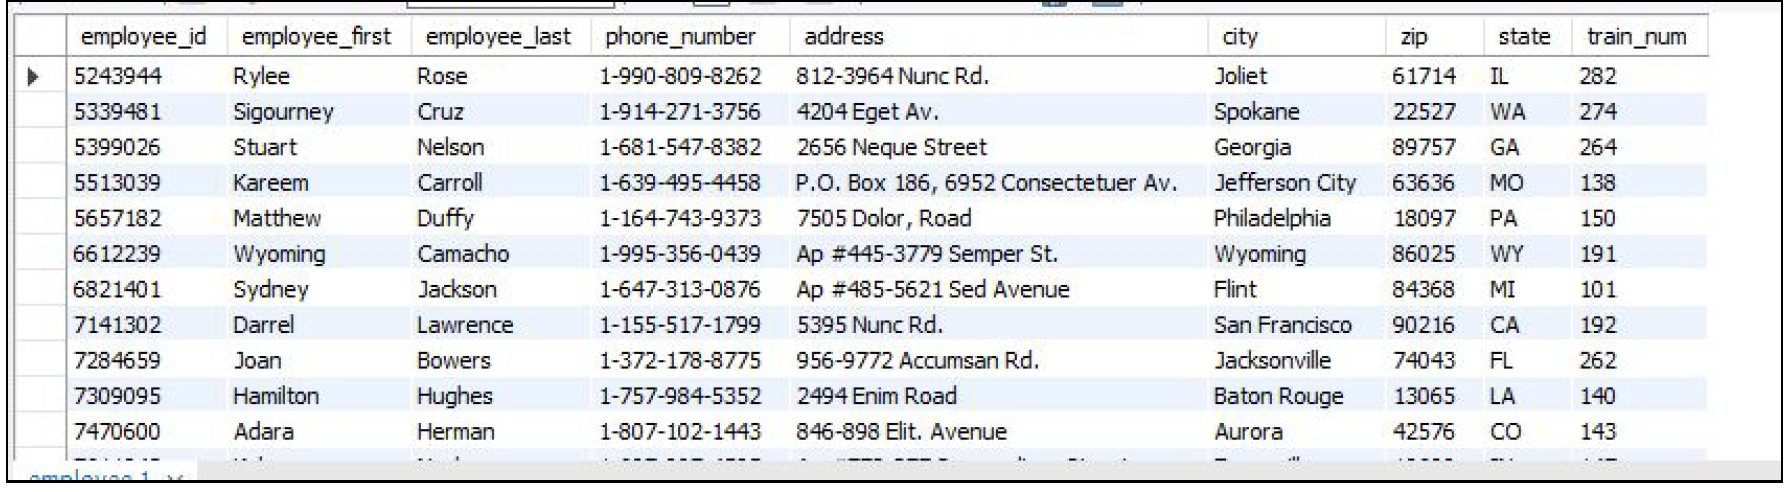 employee_id employee_first employee_last phone_number address city zip state train_num
5243944 Rylee Rose 1-990-809-8262 812-3964 Nunc Rd. Joliet 61714 IL 282
5339481 Sigourney Cruz 1-914-271-3756 4204 Eget Av. Spokane 22527 WA 274
5399026 Stuart Nelson 1-681-547-8382 2656 Neque Street Georgia 89757 GA 264
5513039 Kareem Carroll 1-639-495-4458 P.O. Box 186, 6952 Consectetuer Av. Jefferson City 63636 MO 138
5657182 Matthew Duffy 1-164-743-9373 7505 Dolor, Road Philadelphia 18097 PA 150
6612239 Wyoming Camacho 1-995-356-0439 Ap #445-3779 Semper St. Wyoming 86025 WY 191
6821401 Sydney Jackson 1-647-313-0876 Ap #485-5621 Sed Avenue Flint 84368 MI 101
7141302 Darrel Lawrence 1-155-517-1799 5395 Nunc Rd. San Francisco 90216 CA 192
7284659 Joan Bowers 1-372-178-8775 956-9772 Accumsan Rd. Jacksonville 74043 FL 262
7309095 Hamilton Hughes 1-757-984-5352 2494 Enim Road Baton Rouge 13065 LA 140
7470600 Adara Herman 1-807-102-1443 846-898 Elit. Avenue Aurora 42576 CO 143
employee 1